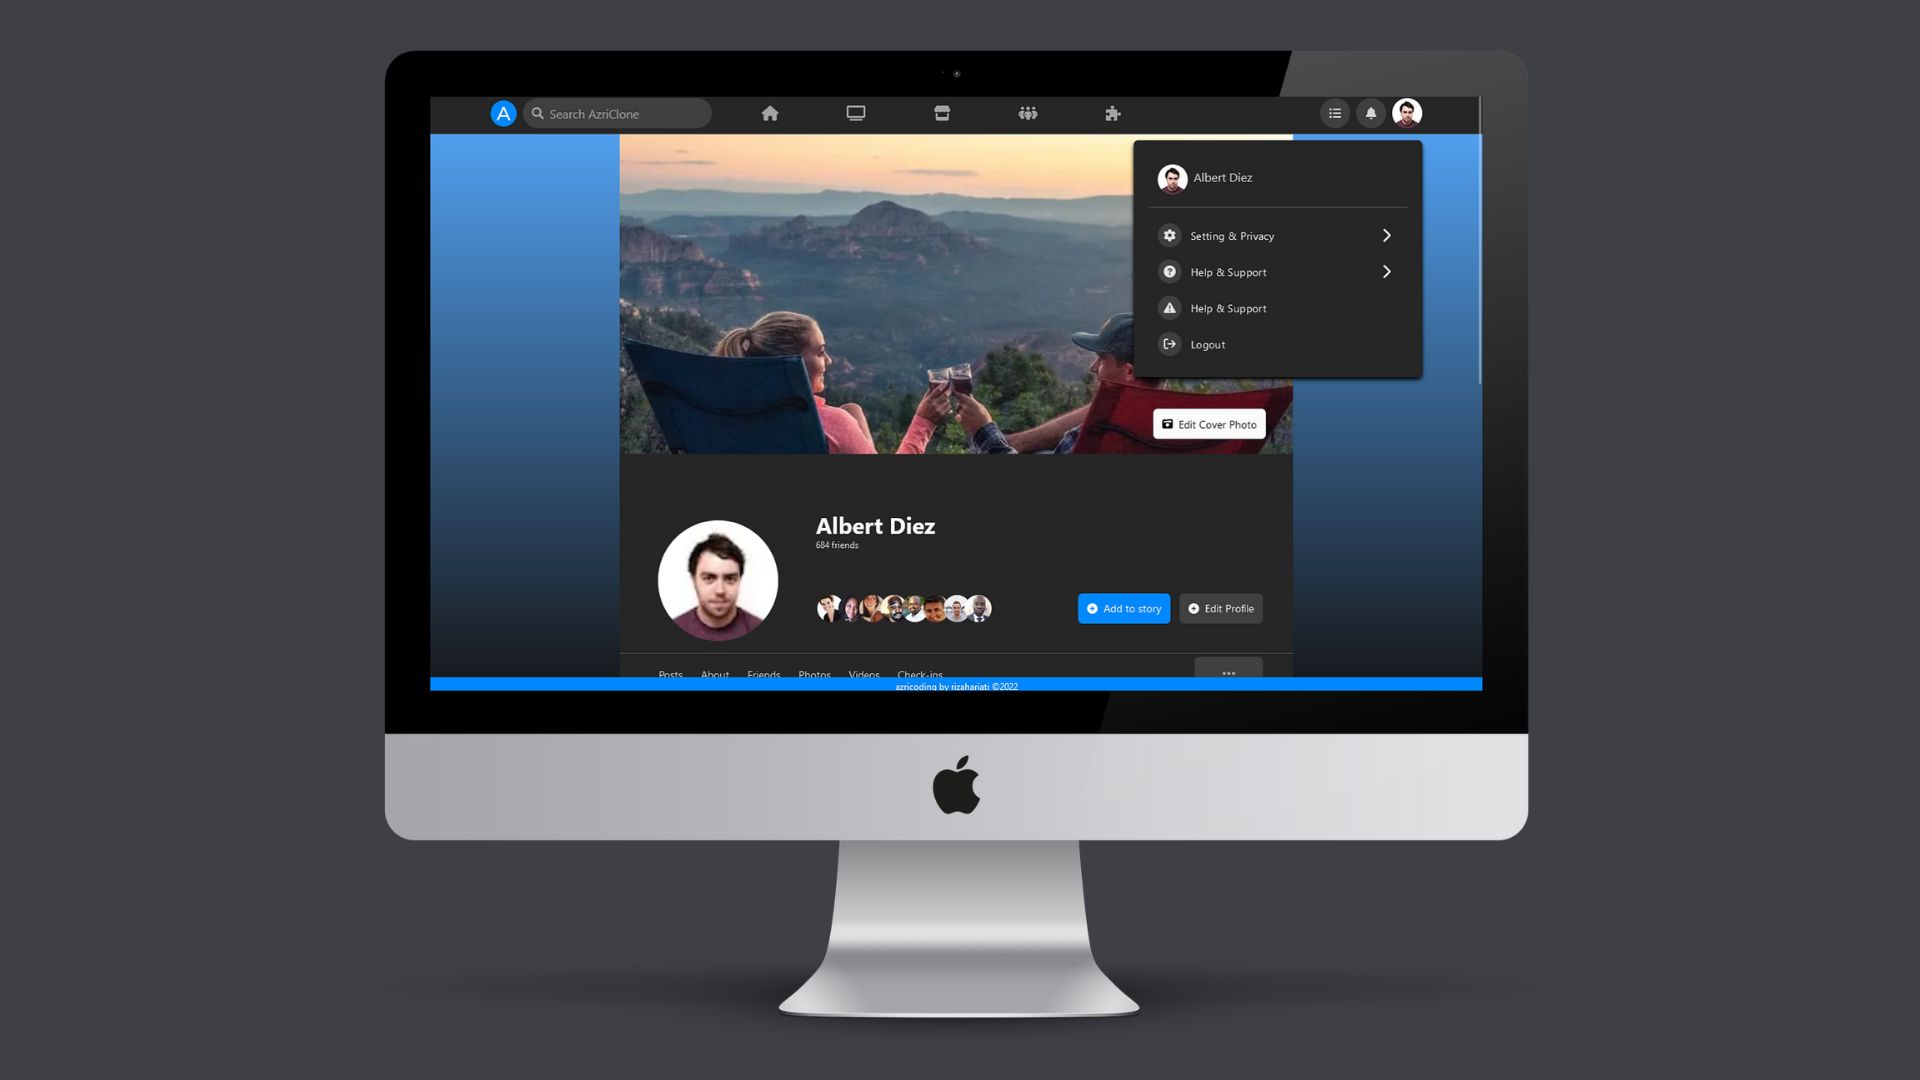 A
Search AzriClone
Albert Diez
Setting & Privacy
Help & Support
Help & Support
Logout
Edit Cover Photo
Albert Diez
684 friends
Add to story
Edit Profile
Posts About Friends Photos Videos Check-ins
azricoding by rizahariati ©2022